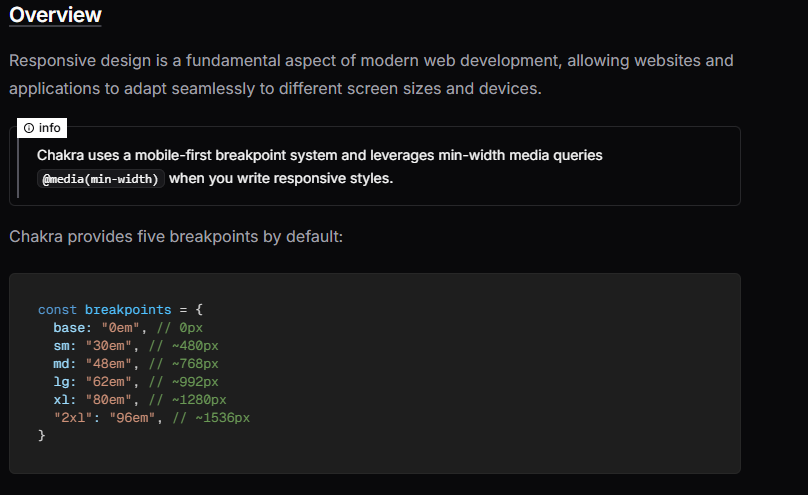 Overview
Responsive design is a fundamental aspect of modern web development, allowing websites and
applications to adapt seamlessly to different screen sizes and devices.
info
Chakra uses a mobile-first breakpoint system and leverages min-width media queries
@media(min-width) when you write responsive styles.
Chakra provides five breakpoints by default:
const breakpoints = {
  base: "0em", // 0px
  sm: "30em", // ~480px
  md: "48em", // ~768px
  lg: "62em", // ~992px
  xl: "80em", // ~1280px
  "2xl": "96em", // ~1536px
}